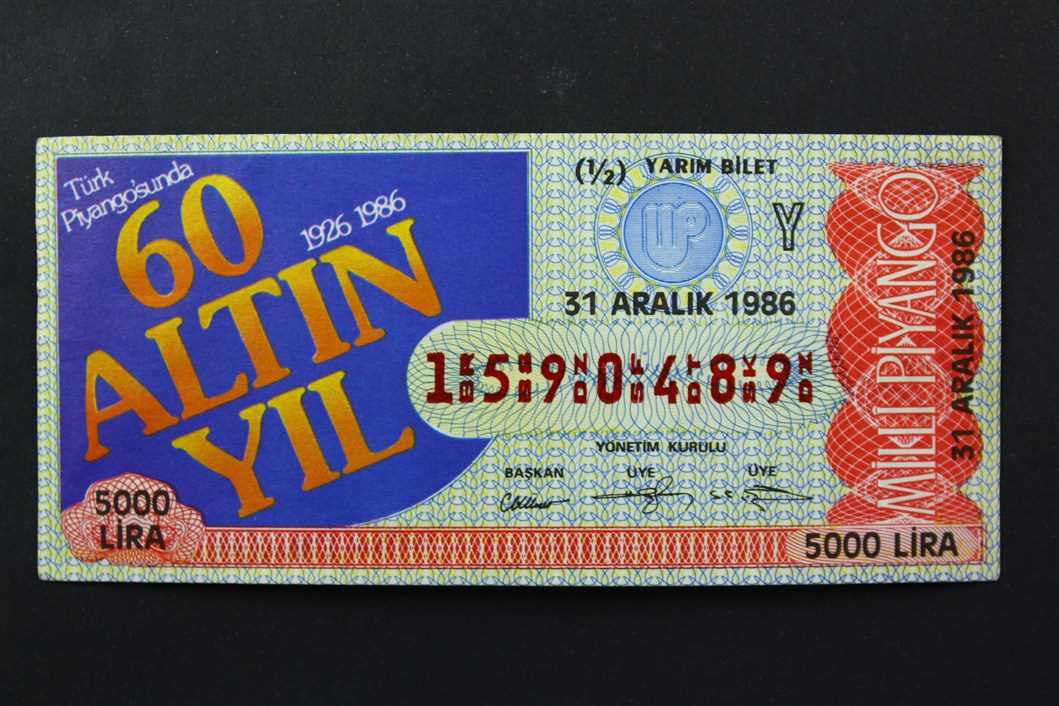 Türk
Piyango'sunda
60
1926 1986
ALTIN
YIL
5000
LİRA
(1/2) YARIM BİLET
Y
31 ARALIK 1986
1590489
YÖNETİM KURULU
BAŞKAN ÜYE ÜYE
MİLLİ PİYANGO
31 ARALIK 1986
5000 LİRA